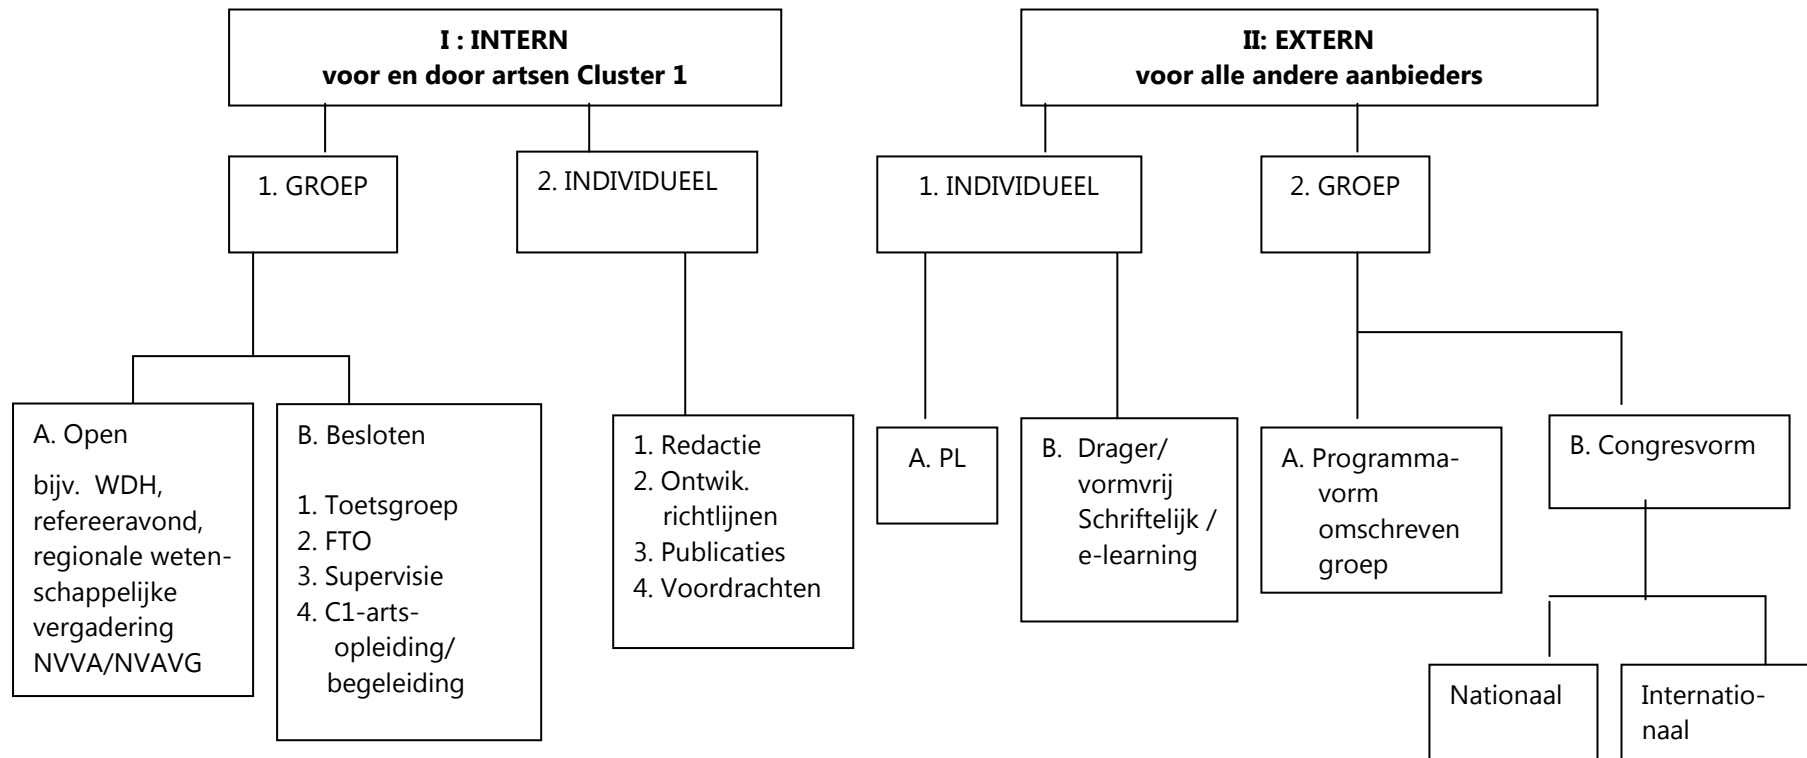 I : INTERN
voor en door artsen Cluster 1
II: EXTERN
voor alle andere aanbieders
1. GROEP
2. INDIVIDUEEL
1. INDIVIDUEEL
2. GROEP
A. Open
bijv. WDH,
refereeravond,
regionale weten-
schappelijke
vergadering
NVVA/NVAVG
B. Besloten
1. Toetsgroep
2. FTO
3. Supervisie
4. C1-arts-
opleiding/
begeleiding
1. Redactie
2. Ontwik.
richtlijnen
3. Publicaties
4. Voordrachten
A. PL
B. Drager/
vormvrij
Schriftelijk /
e-learning
A. Programma-
vorm
omschreven
groep
B. Congresvorm
Nationaal
Internatio-
naal